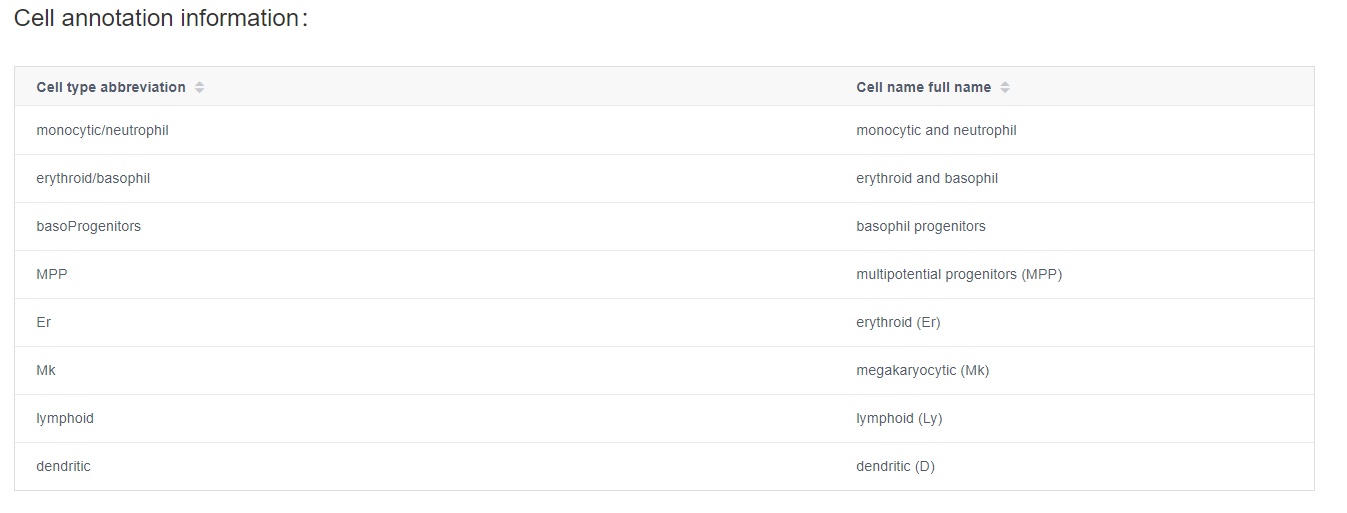 Cell annotation information：
Cell type abbreviation Cell name full name
monocytic/neutrophil monocytic and neutrophil
erythroid/basophil erythroid and basophil
basoProgenitors basophil progenitors
MPP multipotential progenitors (MPP)
Er erythroid (Er)
Mk megakaryocytic (Mk)
lymphoid lymphoid (Ly)
dendritic dendritic (D)